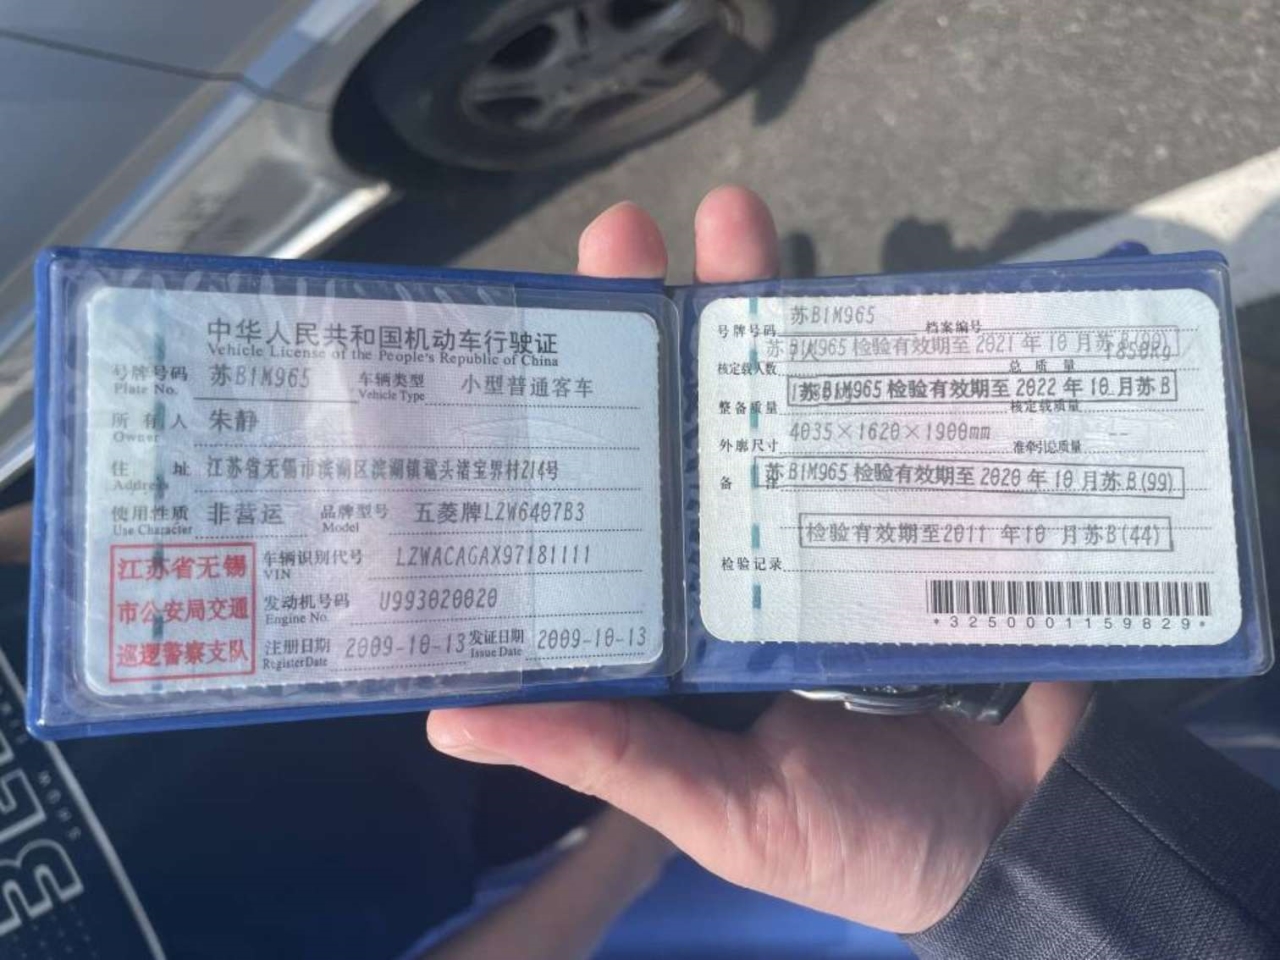 中华人民共和国机动车行驶证
Vehicle License of the People's Republic of China
号牌号码 苏B1M965 车辆类型 小型普通客车
Plate No. Vehicle Type
所有人 朱静
Owner
住址 江苏省无锡市滨湖区滨湖镇鼋头渚宝界村214号
Address
使用性质 非营运 品牌型号 五菱牌LZW6407B3
Use Character Model
江苏省无锡
市公安局交通
巡逻警察支队
车辆识别代号 LZWACAGAX97181111
VIN
发动机号码 U993020020
Engine No.
注册日期 2009-10-13 发证日期 2009-10-13
Register Date Issue Date
号牌号码 苏B1M965 档案编号
苏B1M965 检验有效期至 2021 年 10 月苏B(99)
核定载人数 7人 总质量 1850Kg
苏B1M965 检验有效期至 2022 年 10 月苏B
整备质量 核定载质量
外廓尺寸 4035×1620×1900mm 准牵引总质量 --
备注 苏B1M965 检验有效期至 2020 年 10 月苏B(99)
检验有效期至2011 年 10 月苏B(44)
检验记录
*3250001159829*
SHOW